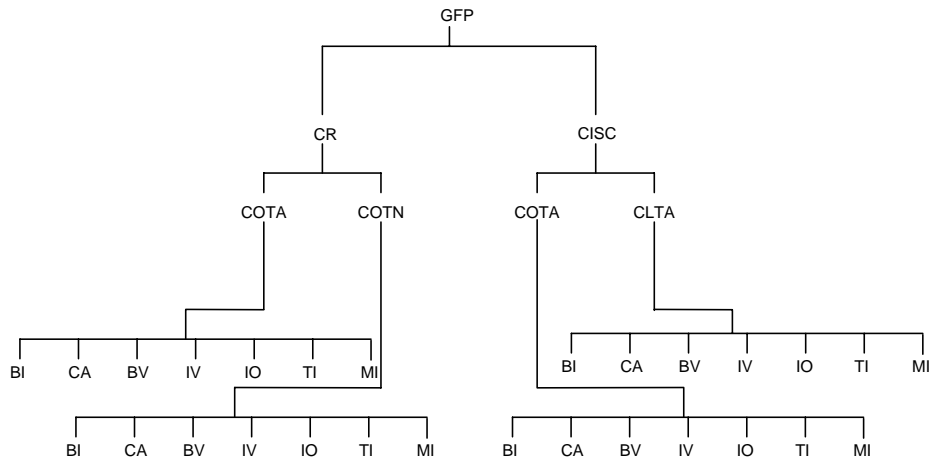 GFP
CR CISC
COTA COTN COTA CLTA
BI CA BV IV IO TI MI
BI CA BV IV IO TI MI
BI CA BV IV IO TI MI
BI CA BV IV IO TI MI